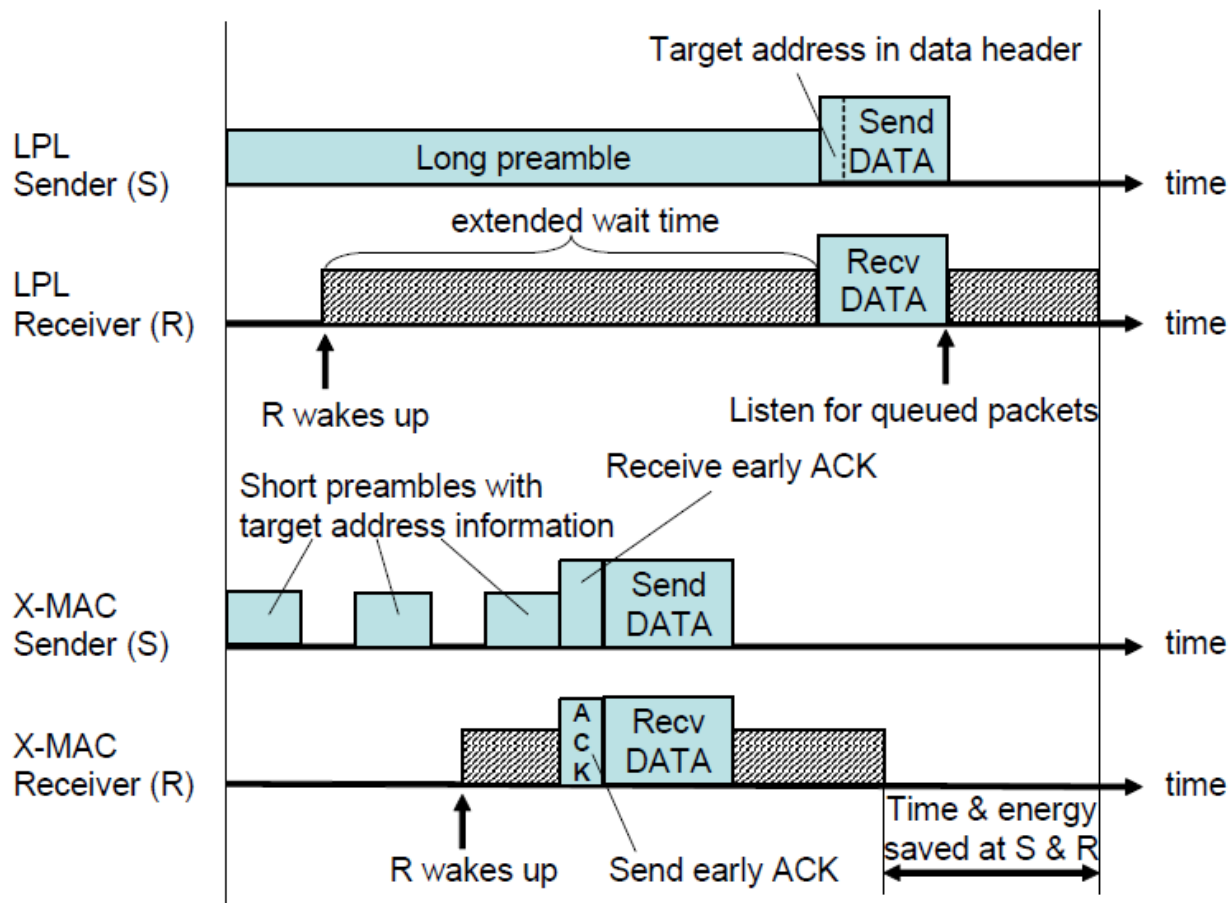 Target address in data header
LPL
Sender (S)
Long preamble
Send
DATA
time
extended wait time
LPL
Receiver (R)
Recv
DATA
time
R wakes up
Listen for queued packets
Receive early ACK
Short preambles with
target address information
X-MAC
Sender (S)
Send
DATA
time
X-MAC
Receiver (R)
A
C
K
Recv
DATA
time
R wakes up
Send early ACK
Time & energy
saved at S & R